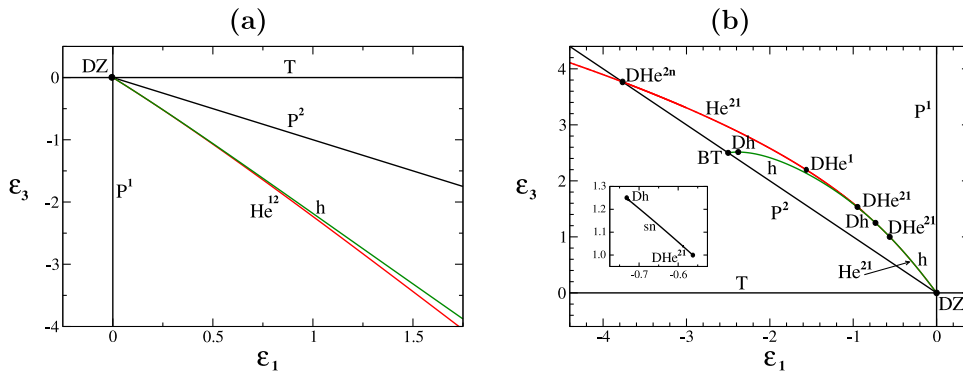 (a)
(b)
DZ
T
0
-1
-2
-3
-4
P²
P¹
He¹²
h
ε₃
0
0.5
1
1.5
ε₁
4
3
2
1
0
ε₃
DHe²ⁿ
He²¹
P¹
Dh
BT
h
DHe¹
P²
DHe²¹
Dh
DHe²¹
He²¹
h
T
DZ
1.3
1.2
1.1
1.0
Dh
sn
DHe²¹
-0.7
-0.6
-4
-3
-2
-1
0
ε₁